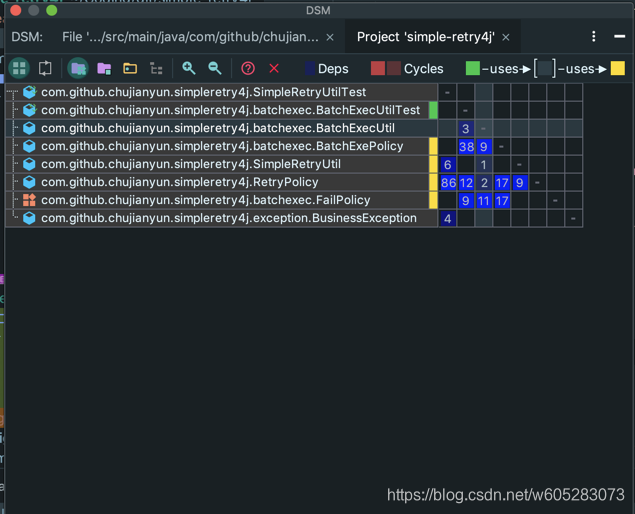 DSM
DSM: File '.../src/main/java/com/github/chujianyun... × Project 'simple-retry4j' ×
Deps Cycles -uses→[ ]-uses→
com.github.chujianyun.simpleretry4j.SimpleRetryUtilTest -
com.github.chujianyun.simpleretry4j.batchexec.BatchExecUtilTest -
com.github.chujianyun.simpleretry4j.batchexec.BatchExecUtil 3 -
com.github.chujianyun.simpleretry4j.batchexec.BatchExePolicy 38 9 -
com.github.chujianyun.simpleretry4j.SimpleRetryUtil 6 1 -
com.github.chujianyun.simpleretry4j.RetryPolicy 86 12 2 17 9 -
com.github.chujianyun.simpleretry4j.batchexec.FailPolicy 9 11 17 -
com.github.chujianyun.simpleretry4j.exception.BusinessException 4 -
https://blog.csdn.net/w605283073